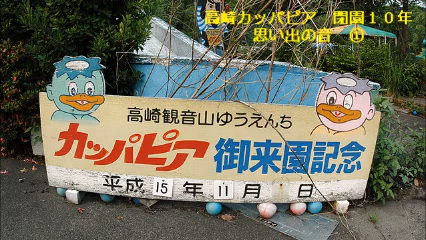 高崎カッパピア 閉園１０年
思い出の音 ①
高崎観音山ゆうえんち
カッパピア 御来園記念
平成 15 年 11 月 日